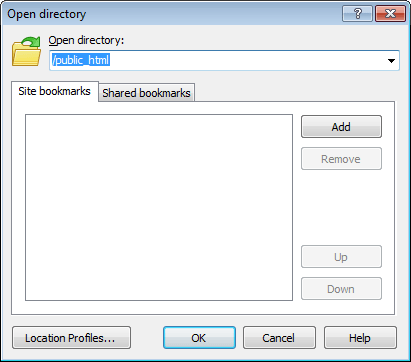 Open directory
?
Open directory:
/public_html
Site bookmarks Shared bookmarks
Add
Remove
Up
Down
Location Profiles... OK Cancel Help